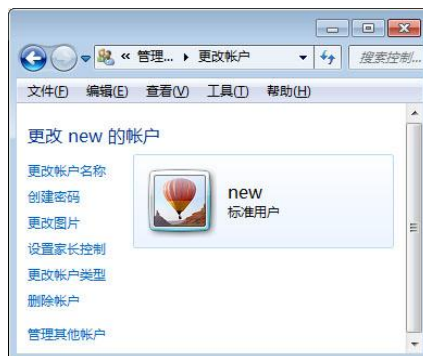 « 管理... ▸ 更改帐户
搜索控制...
文件(F) 编辑(E) 查看(V) 工具(T) 帮助(H)
更改 new 的帐户
更改帐户名称
创建密码
更改图片
设置家长控制
更改帐户类型
删除帐户
管理其他帐户
new
标准用户